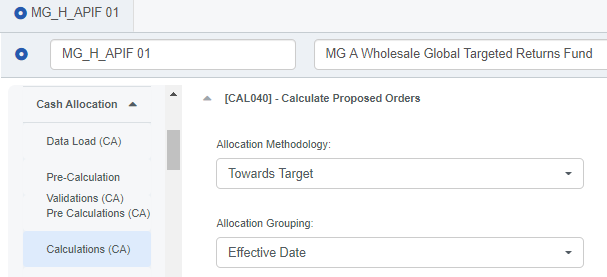 MG_H_APIF 01
MG_H_APIF 01
MG A Wholesale Global Targeted Returns Fund
Cash Allocation
Data Load (CA)
Pre-Calculation
Validations (CA)
Pre Calculations (CA)
Calculations (CA)
[CAL040] - Calculate Proposed Orders
Allocation Methodology:
Towards Target
Allocation Grouping:
Effective Date